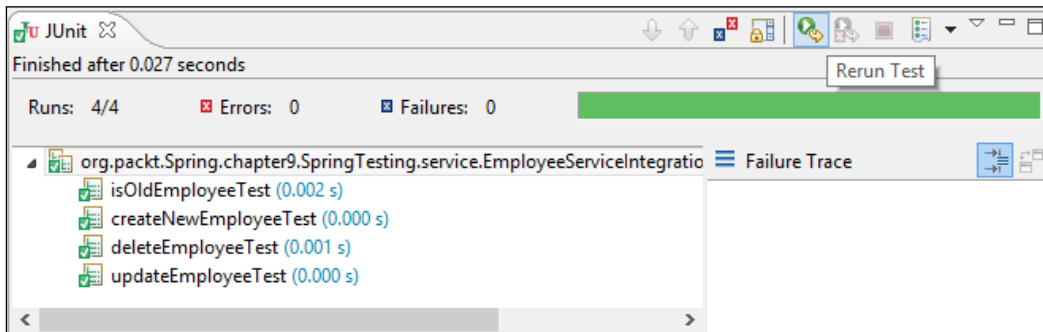 JUnit
Finished after 0.027 seconds
Rerun Test
Runs: 4/4 Errors: 0 Failures: 0
org.packt.Spring.chapter9.SpringTesting.service.EmployeeServiceIntegratio
Failure Trace
isOldEmployeeTest (0.002 s)
createNewEmployeeTest (0.000 s)
deleteEmployeeTest (0.001 s)
updateEmployeeTest (0.000 s)